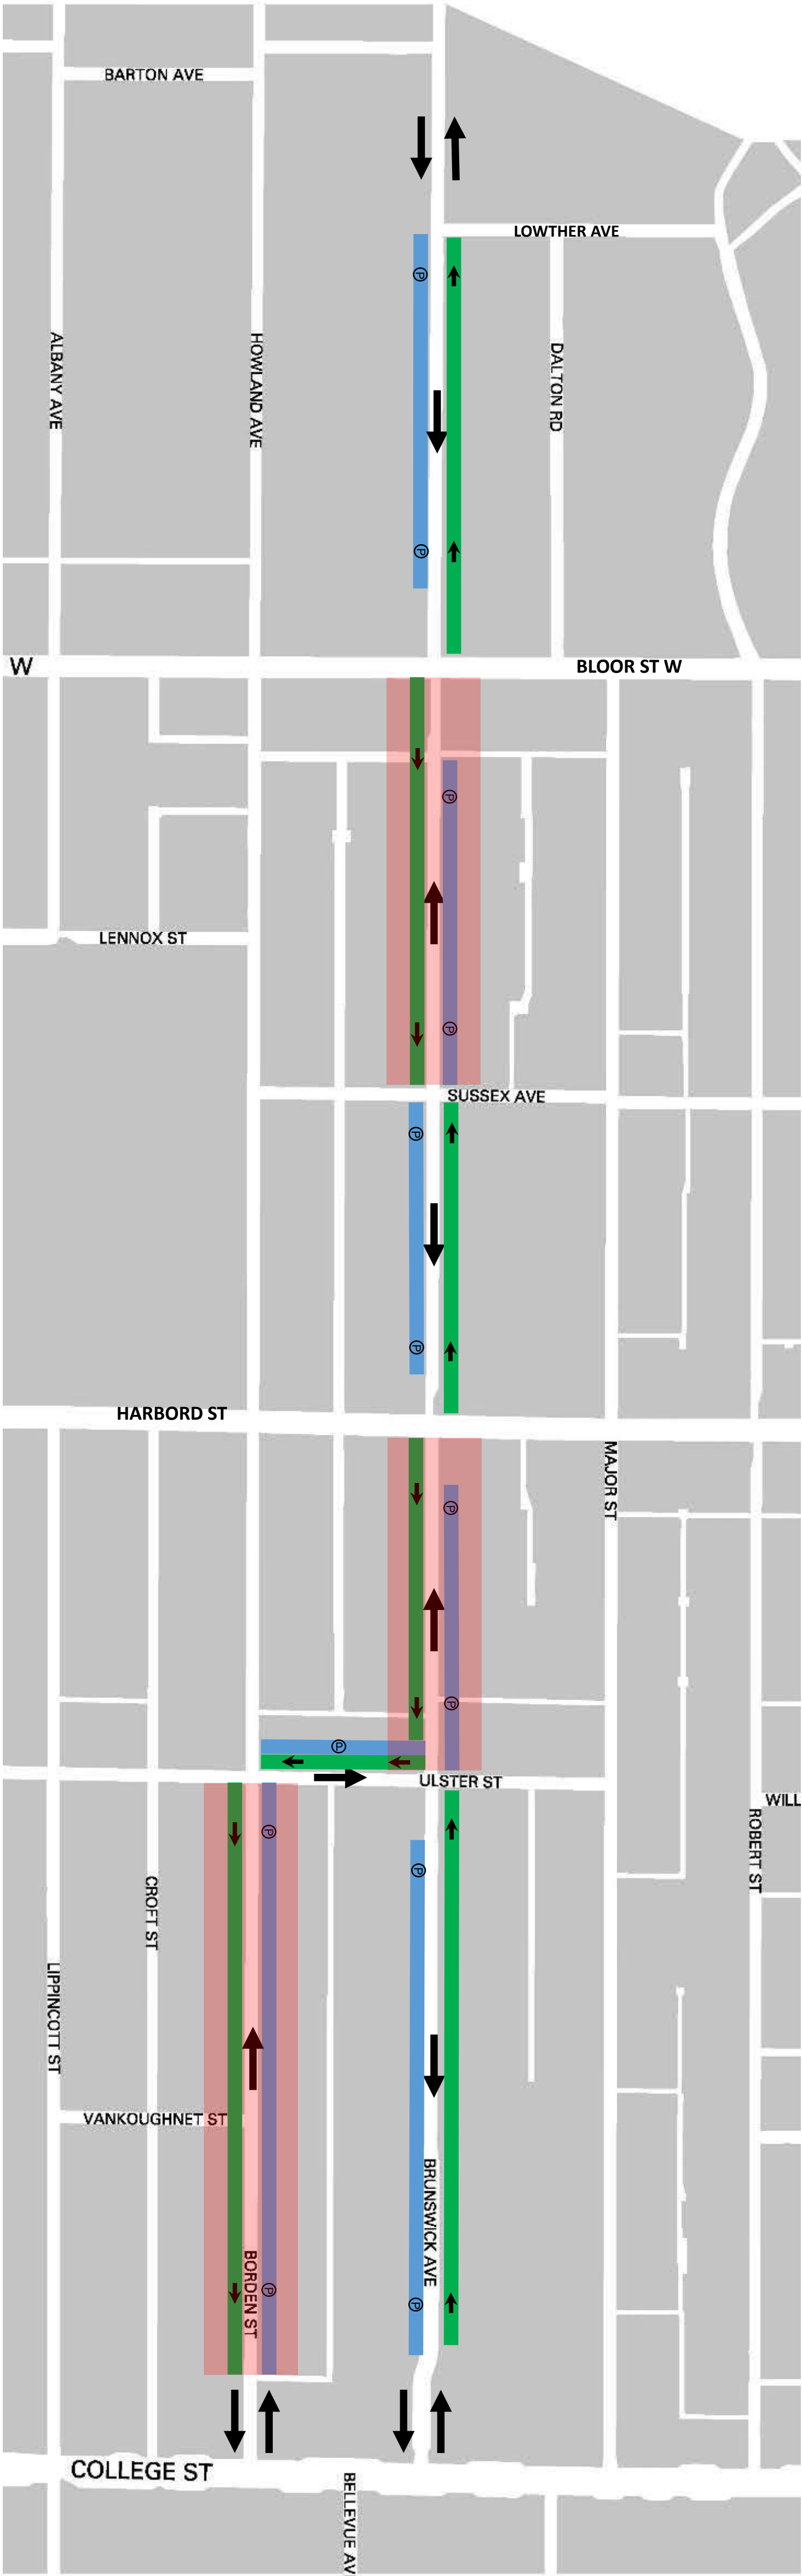 BARTON AVE
LOWTHER AVE
P
ALBANY AVE
HOWLAND AVE
DALTON RD
P
W
BLOOR ST W
P
LENNOX ST
P
SUSSEX AVE
P
P
HARBORD ST
MAJOR ST
P
P
P
ULSTER ST
WILL
P
ROBERT ST
P
CROFT ST
LIPPINCOTT ST
VANKOUGHNET ST
BRUNSWICK AVE
BORDEN ST
P
P
COLLEGE ST
BELLEVUE AV